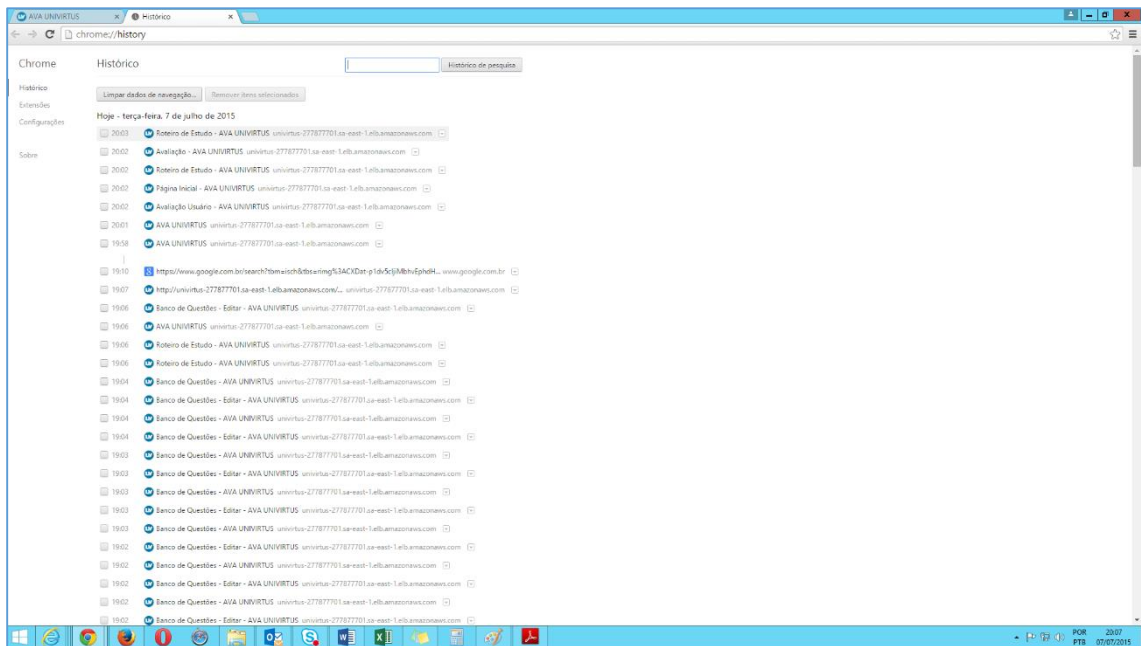 AVA UNIVIRTUS
Histórico
chrome://history
Chrome
Histórico
Histórico de pesquisa
Histórico
Extensões
Configurações
Sobre
Limpar dados de navegação...
Remover itens selecionados
Hoje - terça-feira, 7 de julho de 2015
20:03 Roteiro de Estudo - AVA UNIVIRTUS univirtus-277877701.sa-east-1.elb.amazonaws.com
20:02 Avaliação - AVA UNIVIRTUS univirtus-277877701.sa-east-1.elb.amazonaws.com
20:02 Roteiro de Estudo - AVA UNIVIRTUS univirtus-277877701.sa-east-1.elb.amazonaws.com
20:02 Página Inicial - AVA UNIVIRTUS univirtus-277877701.sa-east-1.elb.amazonaws.com
20:02 Avaliação Usuário - AVA UNIVIRTUS univirtus-277877701.sa-east-1.elb.amazonaws.com
20:01 AVA UNIVIRTUS univirtus-277877701.sa-east-1.elb.amazonaws.com
19:58 AVA UNIVIRTUS univirtus-277877701.sa-east-1.elb.amazonaws.com
19:10 www.google.com.br
19:07 http://univirtus-277877701.sa-east-1.elb.amazonaws.com/... univirtus-277877701.sa-east-1.elb.amazonaws.com
19:06 Banco de Questões - Editar - AVA UNIVIRTUS univirtus-277877701.sa-east-1.elb.amazonaws.com
19:06 AVA UNIVIRTUS univirtus-277877701.sa-east-1.elb.amazonaws.com
19:06 Roteiro de Estudo - AVA UNIVIRTUS univirtus-277877701.sa-east-1.elb.amazonaws.com
19:06 Roteiro de Estudo - AVA UNIVIRTUS univirtus-277877701.sa-east-1.elb.amazonaws.com
19:04 Banco de Questões - AVA UNIVIRTUS univirtus-277877701.sa-east-1.elb.amazonaws.com
19:04 Banco de Questões - Editar - AVA UNIVIRTUS univirtus-277877701.sa-east-1.elb.amazonaws.com
19:04 Banco de Questões - AVA UNIVIRTUS univirtus-277877701.sa-east-1.elb.amazonaws.com
19:04 Banco de Questões - Editar - AVA UNIVIRTUS univirtus-277877701.sa-east-1.elb.amazonaws.com
19:03 Banco de Questões - AVA UNIVIRTUS univirtus-277877701.sa-east-1.elb.amazonaws.com
19:03 Banco de Questões - Editar - AVA UNIVIRTUS univirtus-277877701.sa-east-1.elb.amazonaws.com
19:03 Banco de Questões - AVA UNIVIRTUS univirtus-277877701.sa-east-1.elb.amazonaws.com
19:03 Banco de Questões - Editar - AVA UNIVIRTUS univirtus-277877701.sa-east-1.elb.amazonaws.com
19:03 Banco de Questões - AVA UNIVIRTUS univirtus-277877701.sa-east-1.elb.amazonaws.com
19:02 Banco de Questões - Editar - AVA UNIVIRTUS univirtus-277877701.sa-east-1.elb.amazonaws.com
19:02 Banco de Questões - AVA UNIVIRTUS univirtus-277877701.sa-east-1.elb.amazonaws.com
19:02 Banco de Questões - Editar - AVA UNIVIRTUS univirtus-277877701.sa-east-1.elb.amazonaws.com
19:02 Banco de Questões - AVA UNIVIRTUS univirtus-277877701.sa-east-1.elb.amazonaws.com
19:02 Banco de Questões - Editar - AVA UNIVIRTUS univirtus-277877701.sa-east-1.elb.amazonaws.com
POR 20:07
PTB 07/07/2015